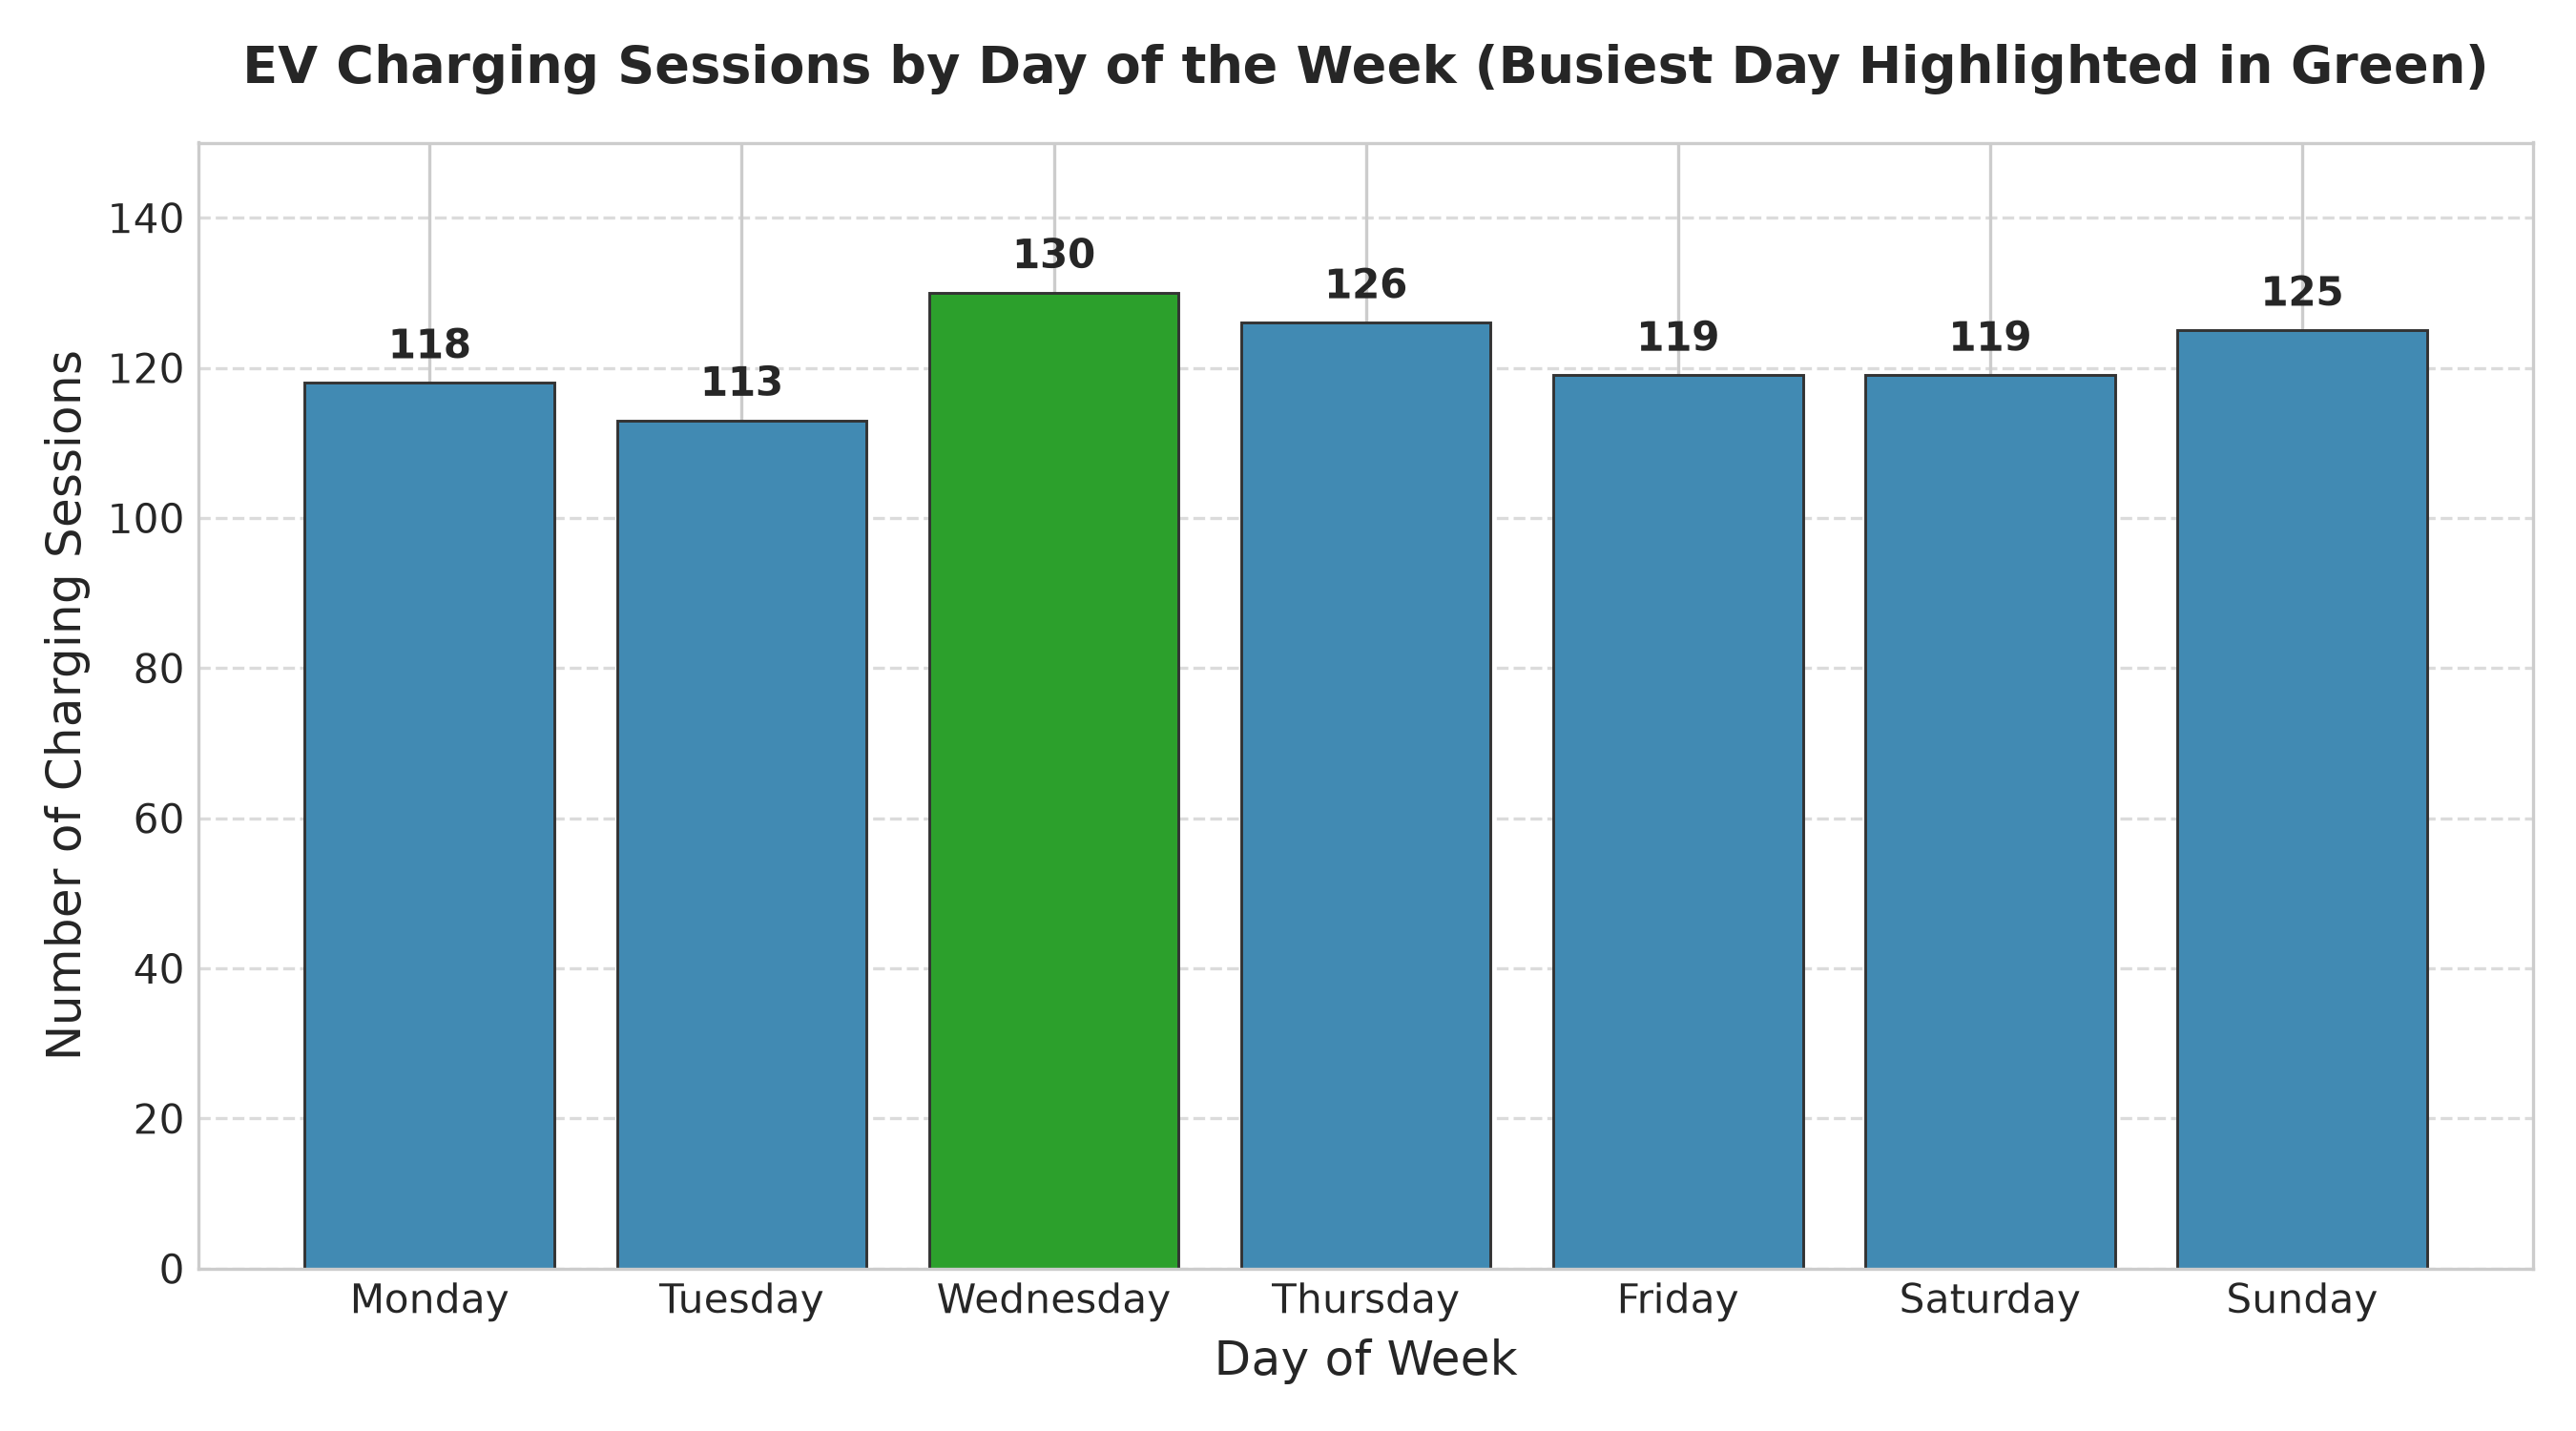 EV Charging Sessions by Day of the Week (Busiest Day Highlighted in Green)
Number of Charging Sessions
140
120
100
80
60
40
20
0
118
113
130
126
119
119
125
Monday
Tuesday
Wednesday
Thursday
Friday
Saturday
Sunday
Day of Week